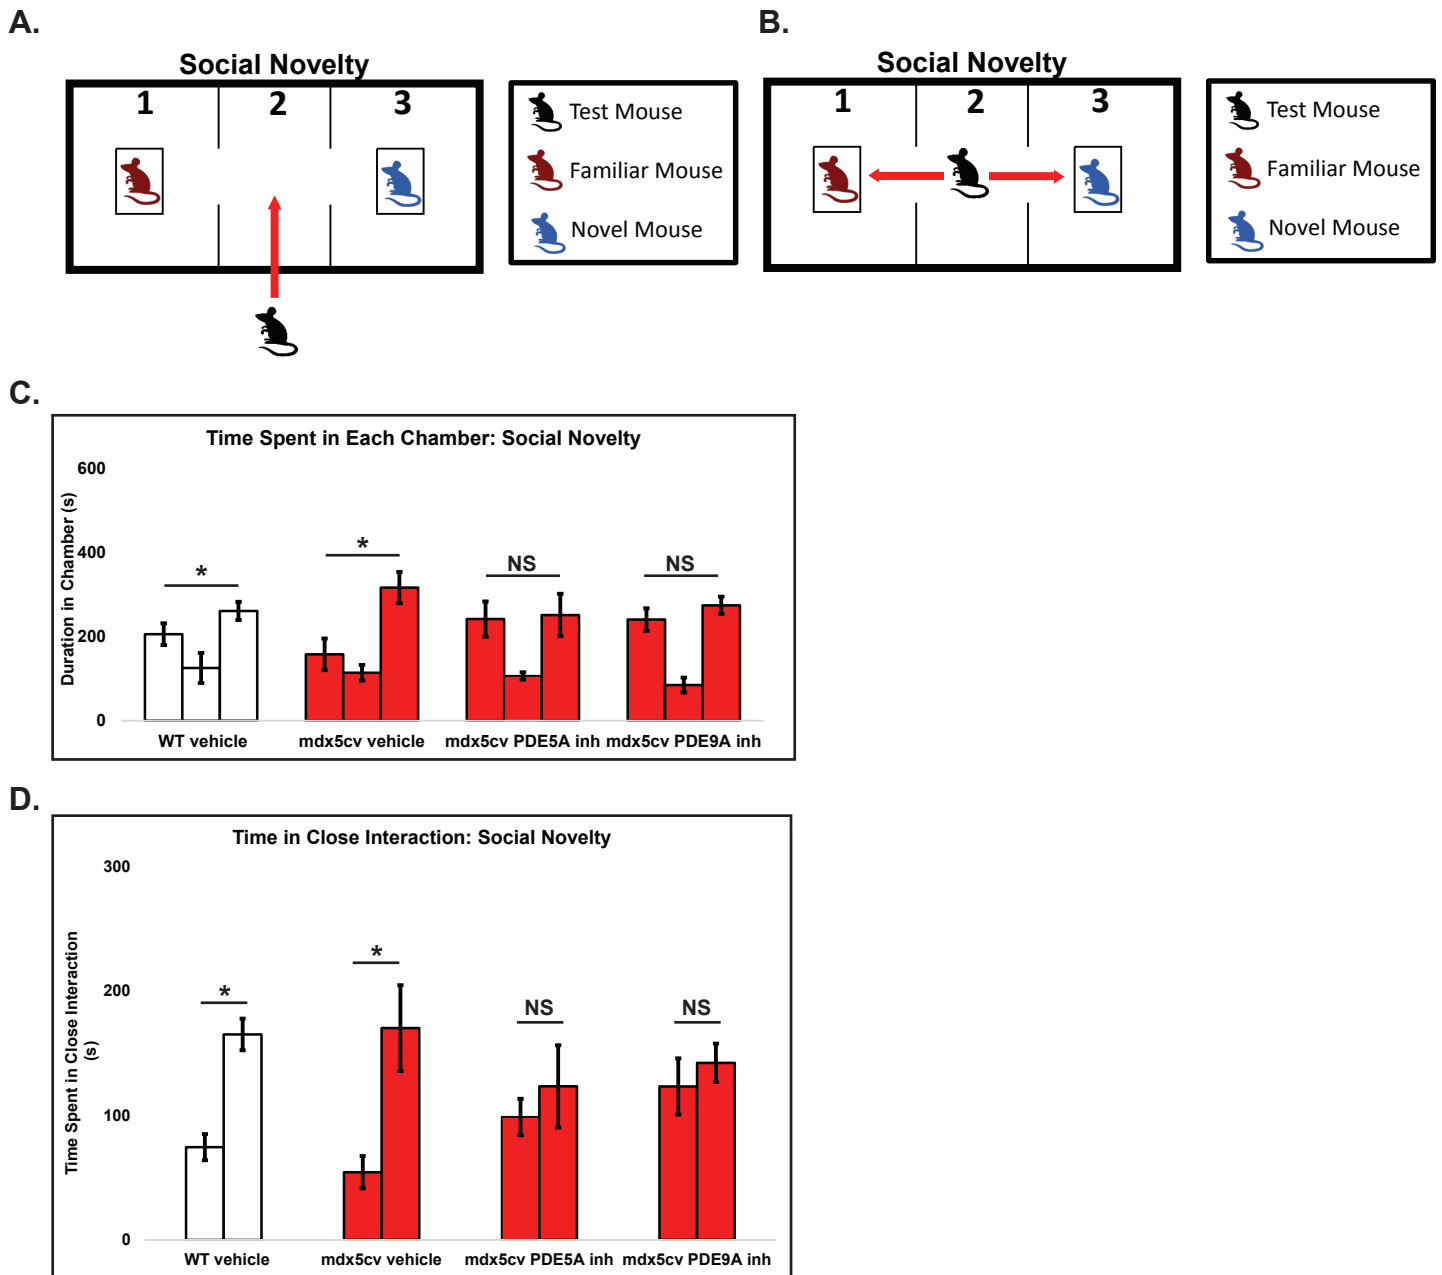 A.
Social Novelty
1 2 3
Test Mouse
Familiar Mouse
Novel Mouse
B.
Social Novelty
1 2 3
Test Mouse
Familiar Mouse
Novel Mouse
C.
Time Spent in Each Chamber: Social Novelty
Duration in Chamber (s)
600
400
200
0
* * NS NS
WT vehicle mdx5cv vehicle mdx5cv PDE5A inh mdx5cv PDE9A inh
D.
Time in Close Interaction: Social Novelty
Time Spent in Close Interaction
(s)
300
200
100
0
* * NS NS
WT vehicle mdx5cv vehicle mdx5cv PDE5A inh mdx5cv PDE9A inh